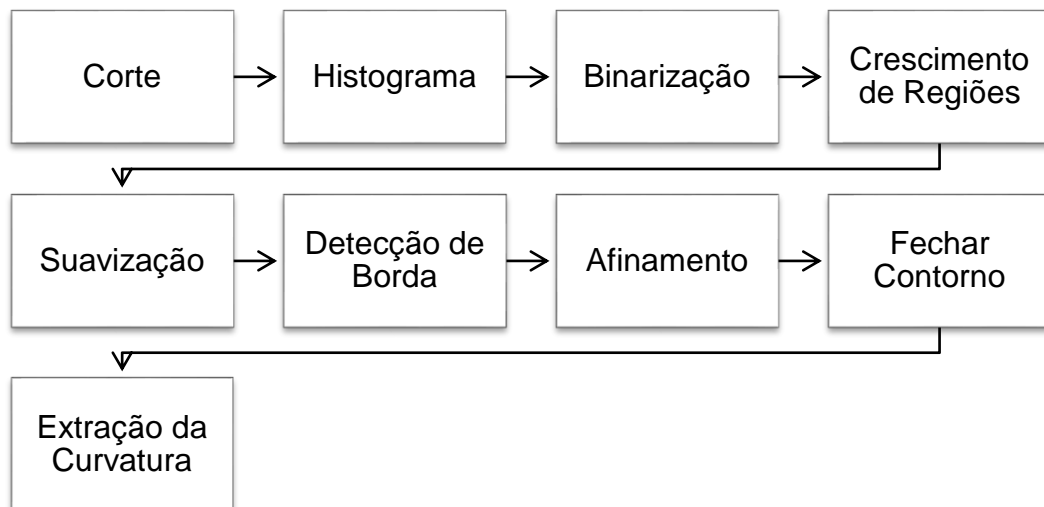 Corte
Histograma
Binarização
Crescimento
de Regiões
Suavização
Detecção de
Borda
Afinamento
Fechar
Contorno
Extração da
Curvatura